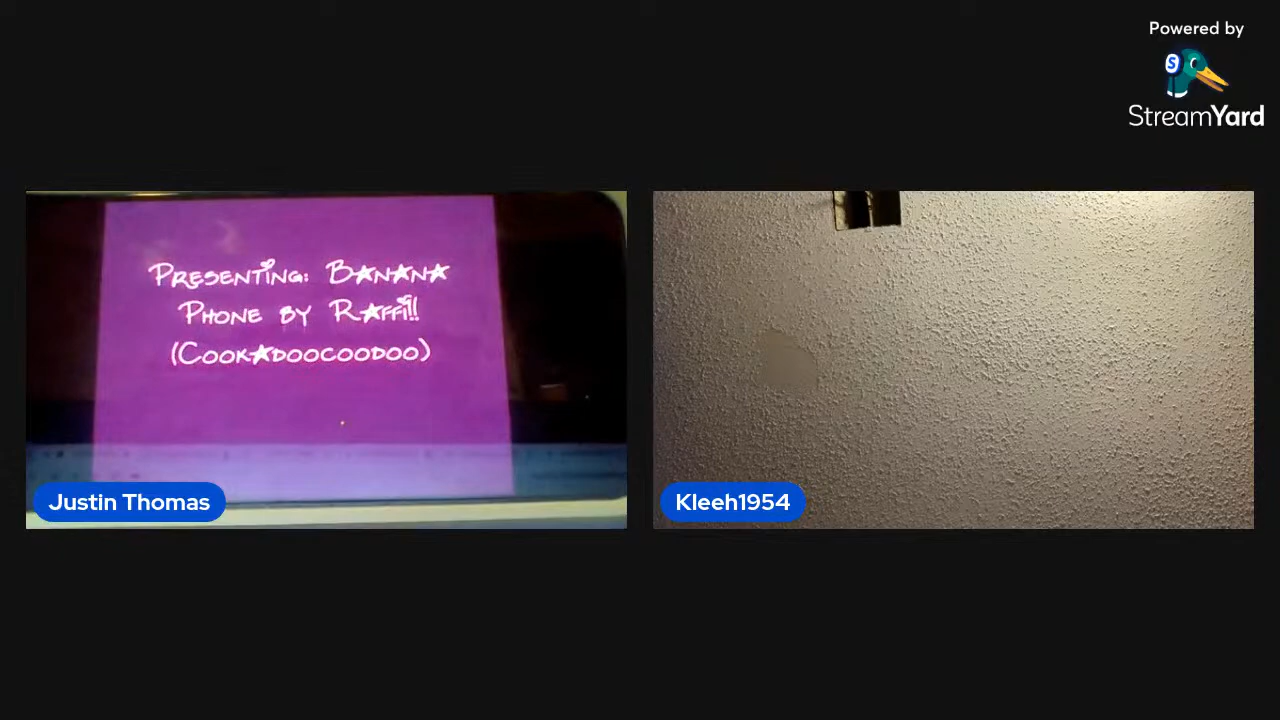 Powered by
StreamYard
Presenting: Banana
Phone by Raffi!!
(Cookadoocoodoo)
Justin Thomas
Kleeh1954